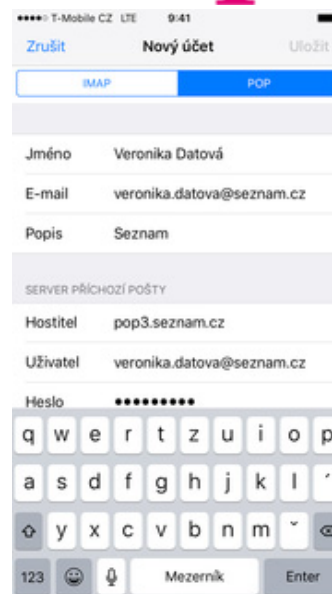 T-Mobile CZ LTE 9:41
Zrušit Nový účet Uložit
IMAP POP
Jméno Veronika Datová
E-mail veronika.datova@seznam.cz
Popis Seznam
SERVER PŘÍCHOZÍ POŠTY
Hostitel pop3.seznam.cz
Uživatel veronika.datova@seznam.cz
Heslo •••••••••
q w e r t z u i o p
a s d f g h j k l ´
y x c v b n m ˇ
123 Mezerník Enter